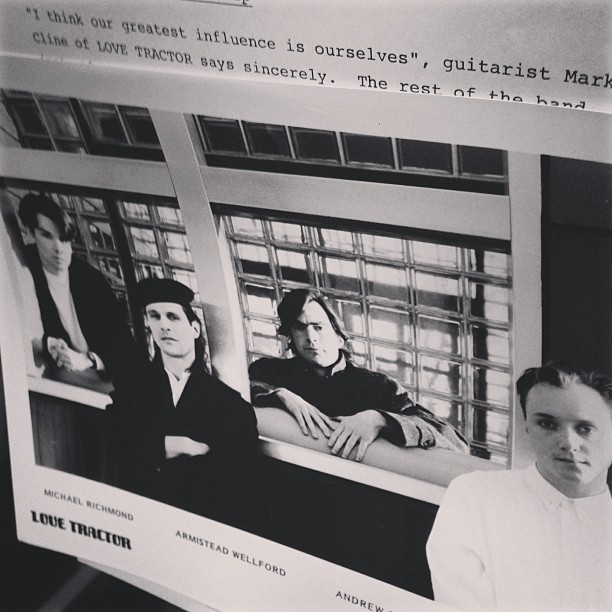 "I think our greatest influence is ourselves", guitarist Mark
Cline of LOVE TRACTOR says sincerely. The rest of the band
MICHAEL RICHMOND
LOVE TRACTOR
ARMISTEAD WELLFORD
ANDREW